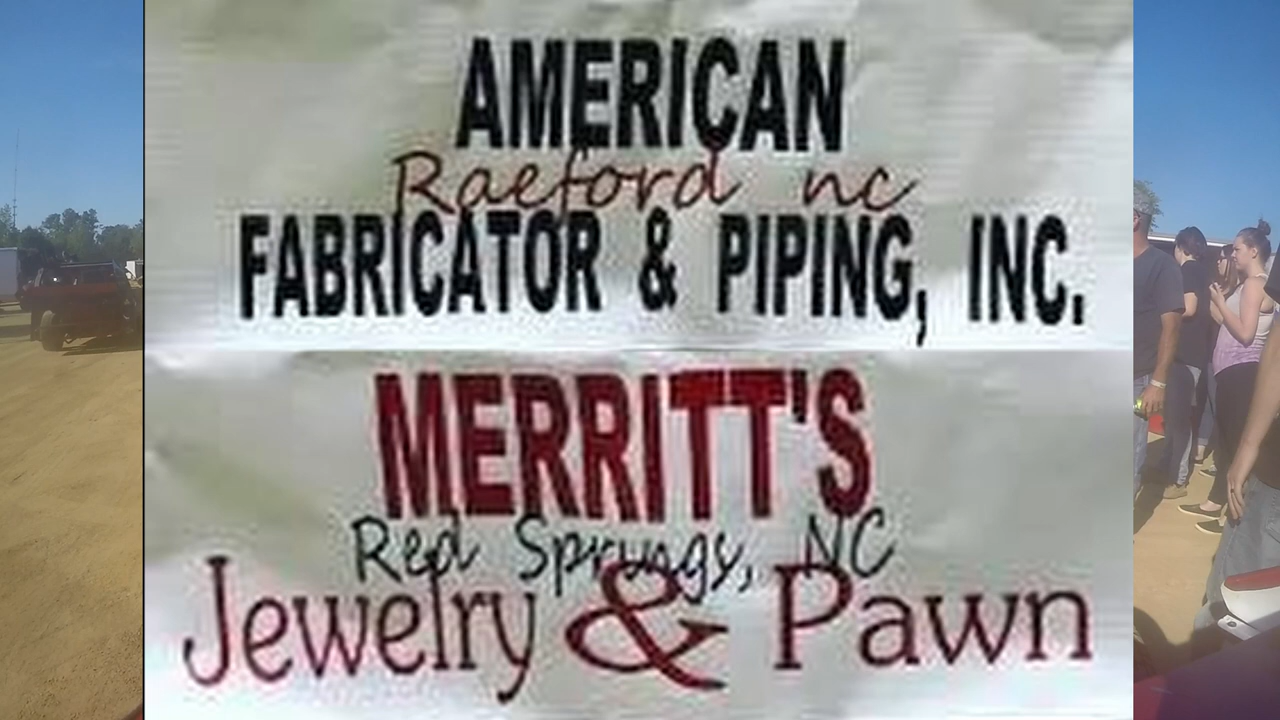 AMERICAN
Raeford nc
FABRICATOR & PIPING, INC.
MERRITT'S
Red Springs, NC
Jewelry & Pawn